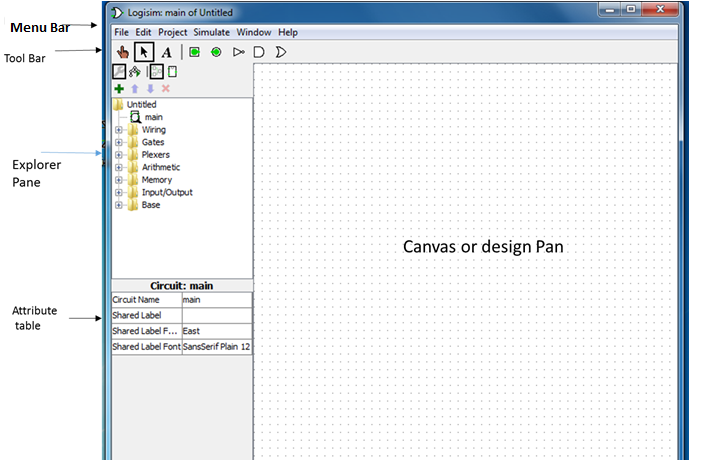 Logisim: main of Untitled
Menu Bar
File Edit Project Simulate Window Help
Tool Bar
A
Untitled
main
Wiring
Gates
Explorer
Pane
Plexers
Arithmetic
Memory
Input/Output
Base
Canvas or design Pan
Circuit: main
Attribute
table
Circuit Name main
Shared Label
Shared Label F... East
Shared Label Font SansSerif Plain 12